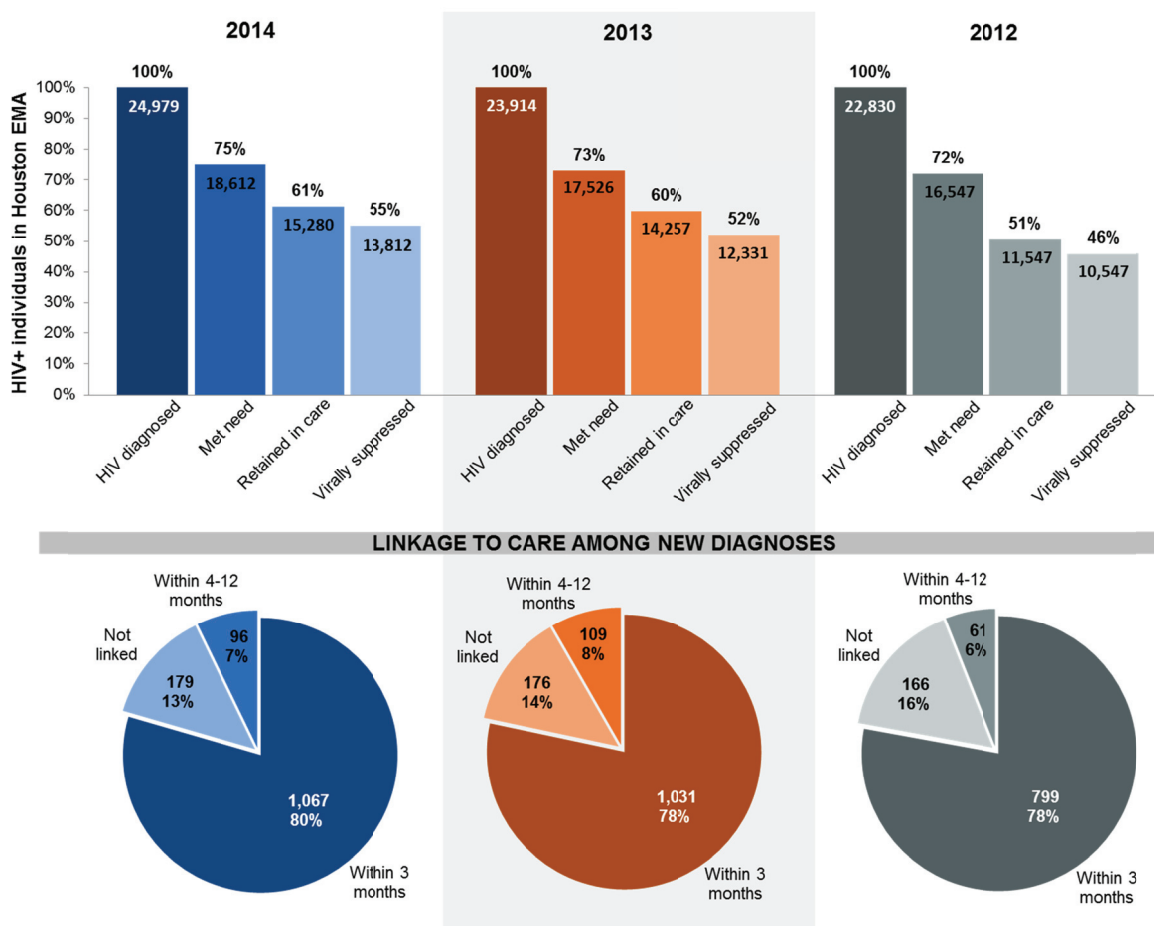 2014
2013
2012
HIV+ individuals in Houston EMA
100%
90%
80%
70%
60%
50%
40%
30%
20%
10%
0%
100%
24,979
75%
18,612
61%
15,280
55%
13,812
HIV diagnosed
Met need
Retained in care
Virally suppressed
100%
23,914
73%
17,526
60%
14,257
52%
12,331
HIV diagnosed
Met need
Retained in care
Virally suppressed
100%
22,830
72%
16,547
51%
11,547
46%
10,547
HIV diagnosed
Met need
Retained in care
Virally suppressed
LINKAGE TO CARE AMONG NEW DIAGNOSES
Within 4-12
months
Not
linked
96
7%
179
13%
1,067
80%
Within 3
months
Within 4-12
months
Not
linked
109
8%
176
14%
1,031
78%
Within 3
months
Within 4-12
months
Not
linked
61
6%
166
16%
799
78%
Within 3
months